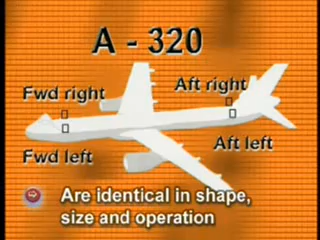 A - 320
Fwd right
Aft right
Fwd left
Aft left
Are identical in shape,
size and operation